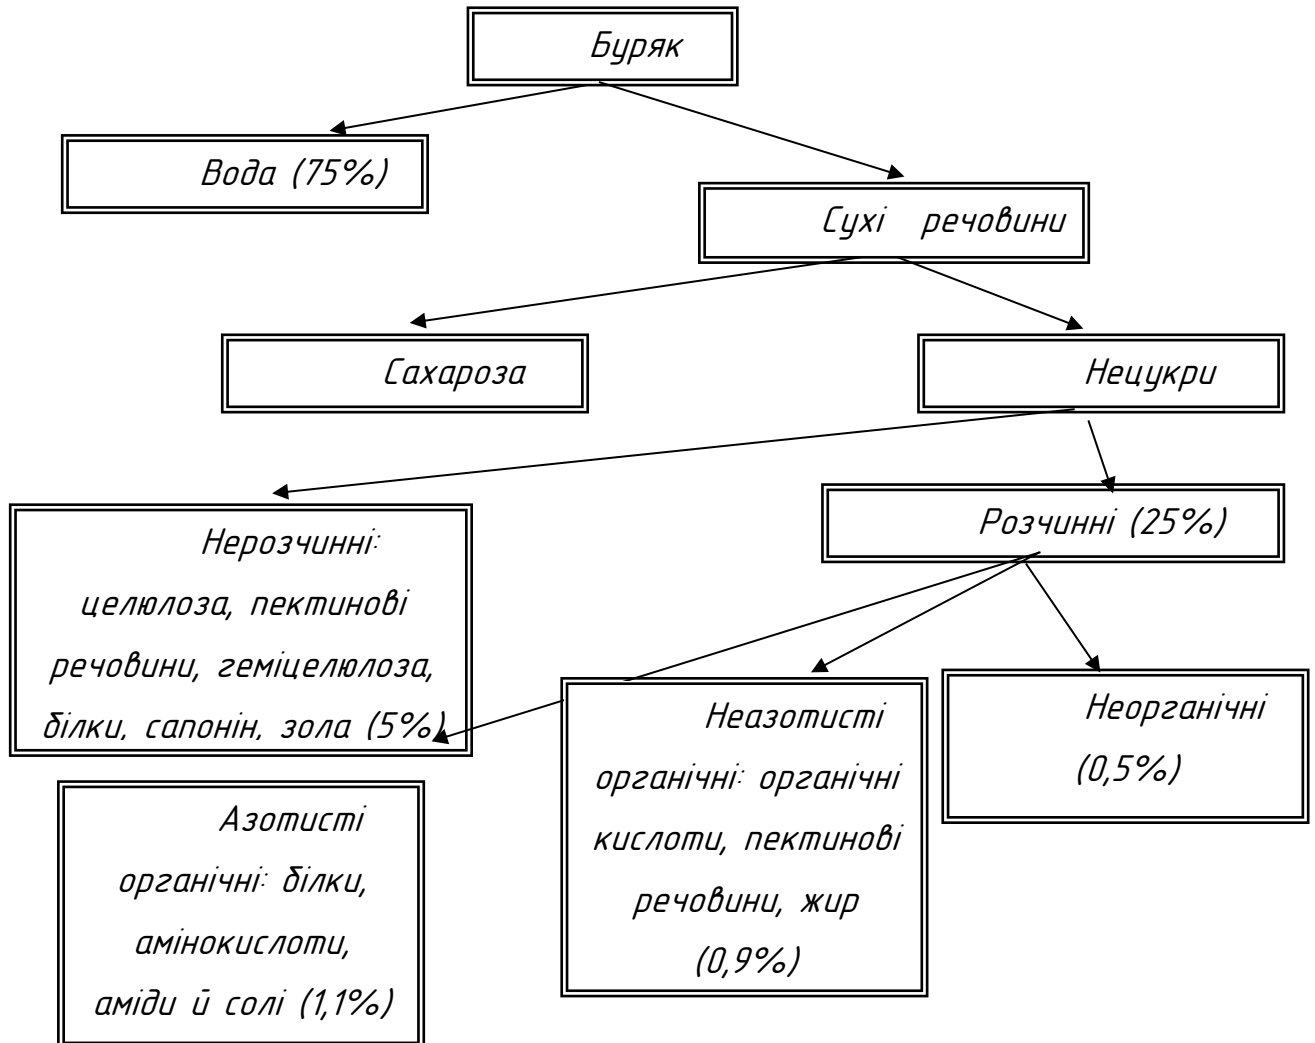 Буряк
Вода (75%)
Сухі речовини
Сахароза
Нецукри
Нерозчинні:
целюлоза, пектинові
речовини, геміцелюлоза,
білки, сапонін, зола (5%)
Розчинні (25%)
Азотисті
органічні: білки,
амінокислоти,
аміди й солі (1,1%)
Неазотисті
органічні: органічні
кислоти, пектинові
речовини, жир
(0,9%)
Неорганічні
(0,5%)